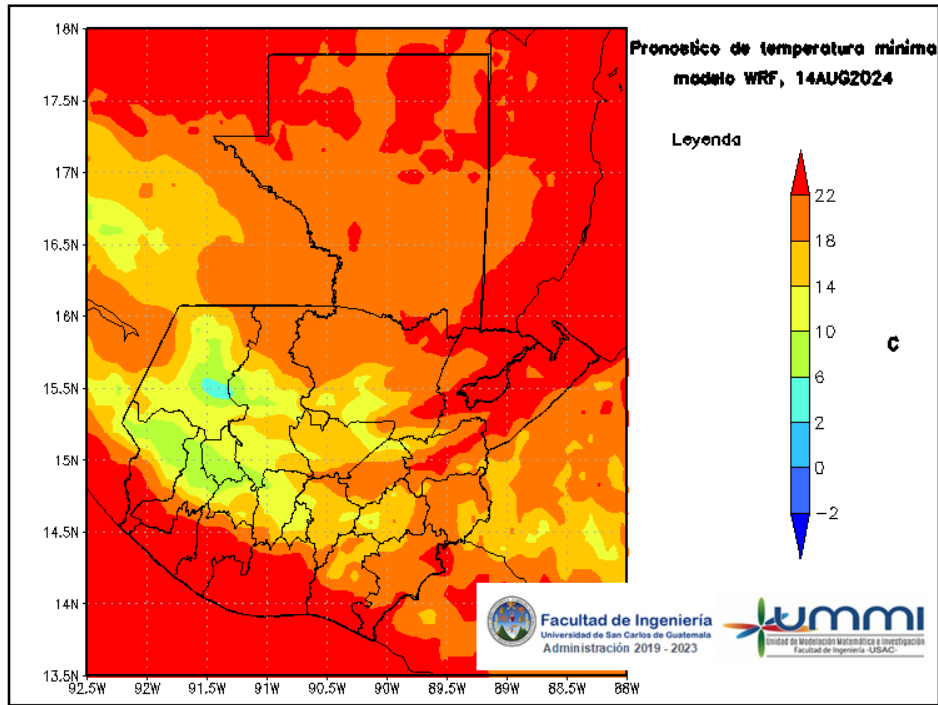 Pronostico de temperatura minima
modelo WRF, 14AUG2024
Leyenda
22
18
14
10
6
2
0
-2
C
18N
17.5N
17N
16.5N
16N
15.5N
15N
14.5N
14N
13.5N
92.5W
92W
91.5W
91W
90.5W
90W
89.5W
89W
88.5W
88W
Facultad de Ingeniería
Universidad de San Carlos de Guatemala
Administración 2019 - 2023
ummi
Unidad de Modelación Matemática e Investigación
Facultad de Ingeniería -USAC-